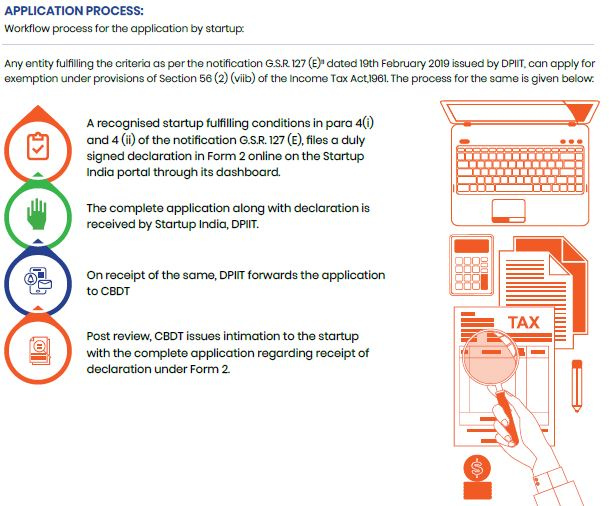 APPLICATION PROCESS:
Workflow process for the application by startup:
Any entity fulfilling the criteria as per the notification G.S.R. 127 (E)⁸ dated 19th February 2019 issued by DPIIT, can apply for
exemption under provisions of Section 56 (2) (viib) of the Income Tax Act,1961. The process for the same is given below:
A recognised startup fulfilling conditions in para 4(i)
and 4 (ii) of the notification G.S.R. 127 (E), files a duly
signed declaration in Form 2 online on the Startup
India portal through its dashboard.
The complete application along with declaration is
received by Startup India, DPIIT.
On receipt of the same, DPIIT forwards the application
to CBDT
Post review, CBDT issues intimation to the startup
with the complete application regarding receipt of
declaration under Form 2.
TAX
$